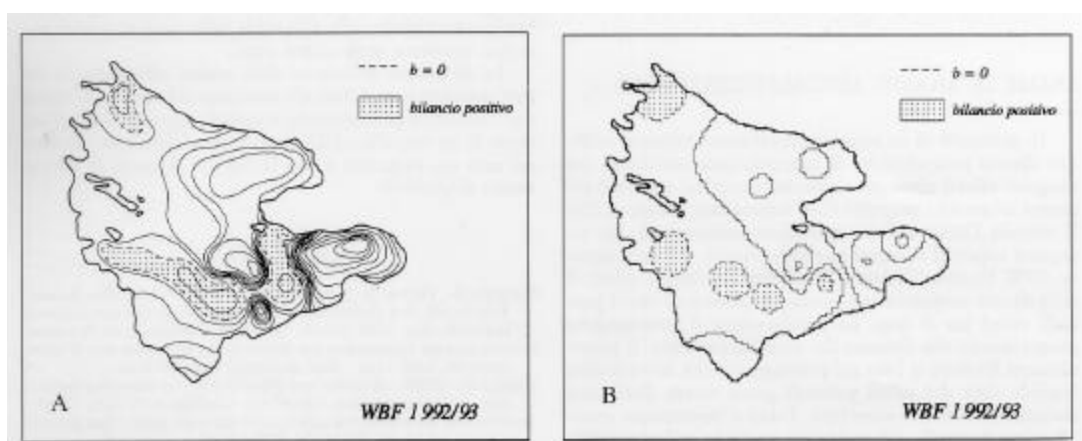 b = 0
bilancio positivo
A
WBF 1992/93
b = 0
bilancio positivo
B
WBF 1992/93